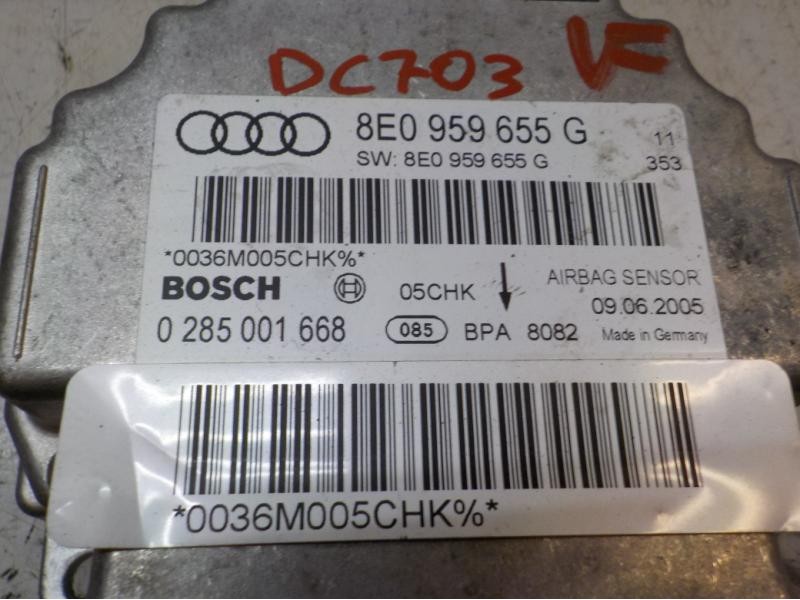 DC703 VF
8E0 959 655 G 11
SW: 8E0 959 655 G 353
*0036M005CHK%*
BOSCH 05CHK AIRBAG SENSOR
09.06.2005
0 285 001 668 085 BPA 8082 Made in Germany
*0036M005CHK%*